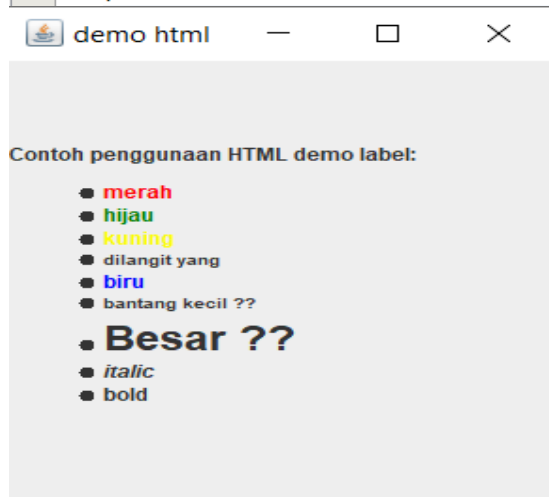 demo html
Contoh penggunaan HTML demo label:
merah
hijau
kuning
dilangit yang
biru
bantang kecil ??
Besar ??
italic
bold